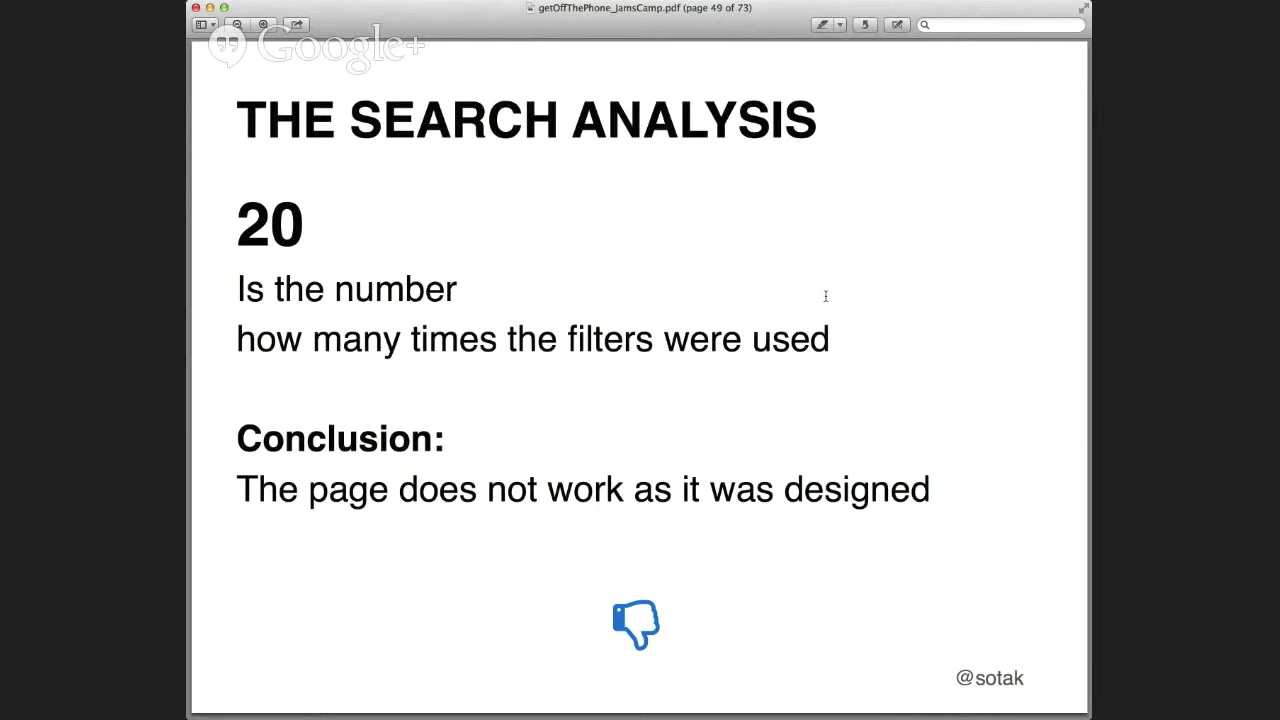 getOffThePhone_JamsCamp.pdf (page 49 of 73)
Google+
THE SEARCH ANALYSIS
20
Is the number
how many times the filters were used
Conclusion:
The page does not work as it was designed
@sotak